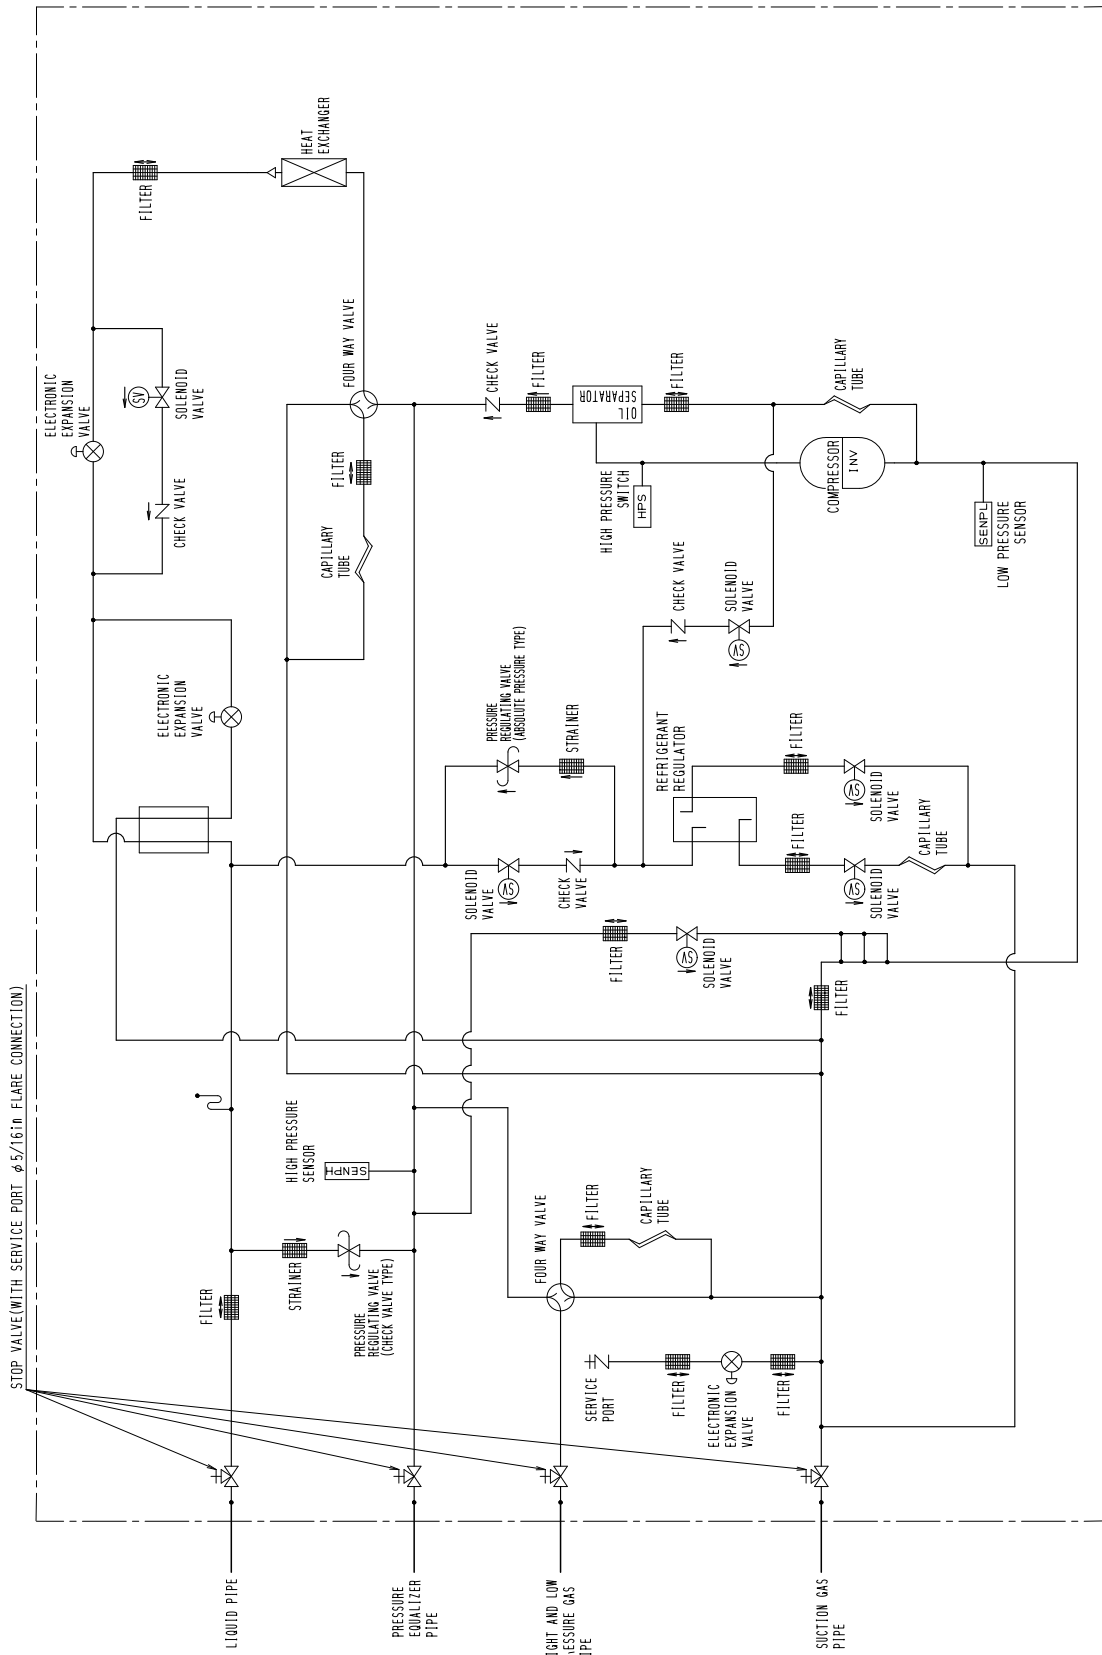 STOP VALVE(WITH SERVICE PORT φ5/16in FLARE CONNECTION)
ELECTRONIC
EXPANSION
VALVE
SV
SOLENOID
VALVE
CHECK VALVE
FILTER
HEAT
EXCHANGER
ELECTRONIC
EXPANSION
VALVE
FOUR WAY VALVE
FILTER
CAPILLARY
TUBE
CHECK VALVE
FILTER
OIL
SEPARATOR
FILTER
CAPILLARY
TUBE
HIGH PRESSURE
SWITCH
HPS
COMPRESSOR
INV
SENPL
LOW PRESSURE
SENSOR
CHECK VALVE
SOLENOID
VALVE
SV
PRESSURE
REGULATING VALVE
(ABSOLUTE PRESSURE TYPE)
STRAINER
REFRIGERANT
REGULATOR
FILTER
SV
SOLENOID
VALVE
SOLENOID
VALVE
SV
CHECK
VALVE
FILTER
SV
SOLENOID
VALVE
CAPILLARY
TUBE
FILTER
SV
SOLENOID
VALVE
FILTER
HIGH PRESSURE
SENSOR
SENPH
FILTER
STRAINER
PRESSURE
REGULATING VALVE
(CHECK VALVE TYPE)
FOUR WAY VALVE
FILTER
CAPILLARY
TUBE
SERVICE
PORT
FILTER
ELECTRONIC
EXPANSION
VALVE
FILTER
LIQUID PIPE
PRESSURE
EQUALIZER
PIPE
IGHT AND LOW
ESSURE GAS
IPE
SUCTION GAS
PIPE